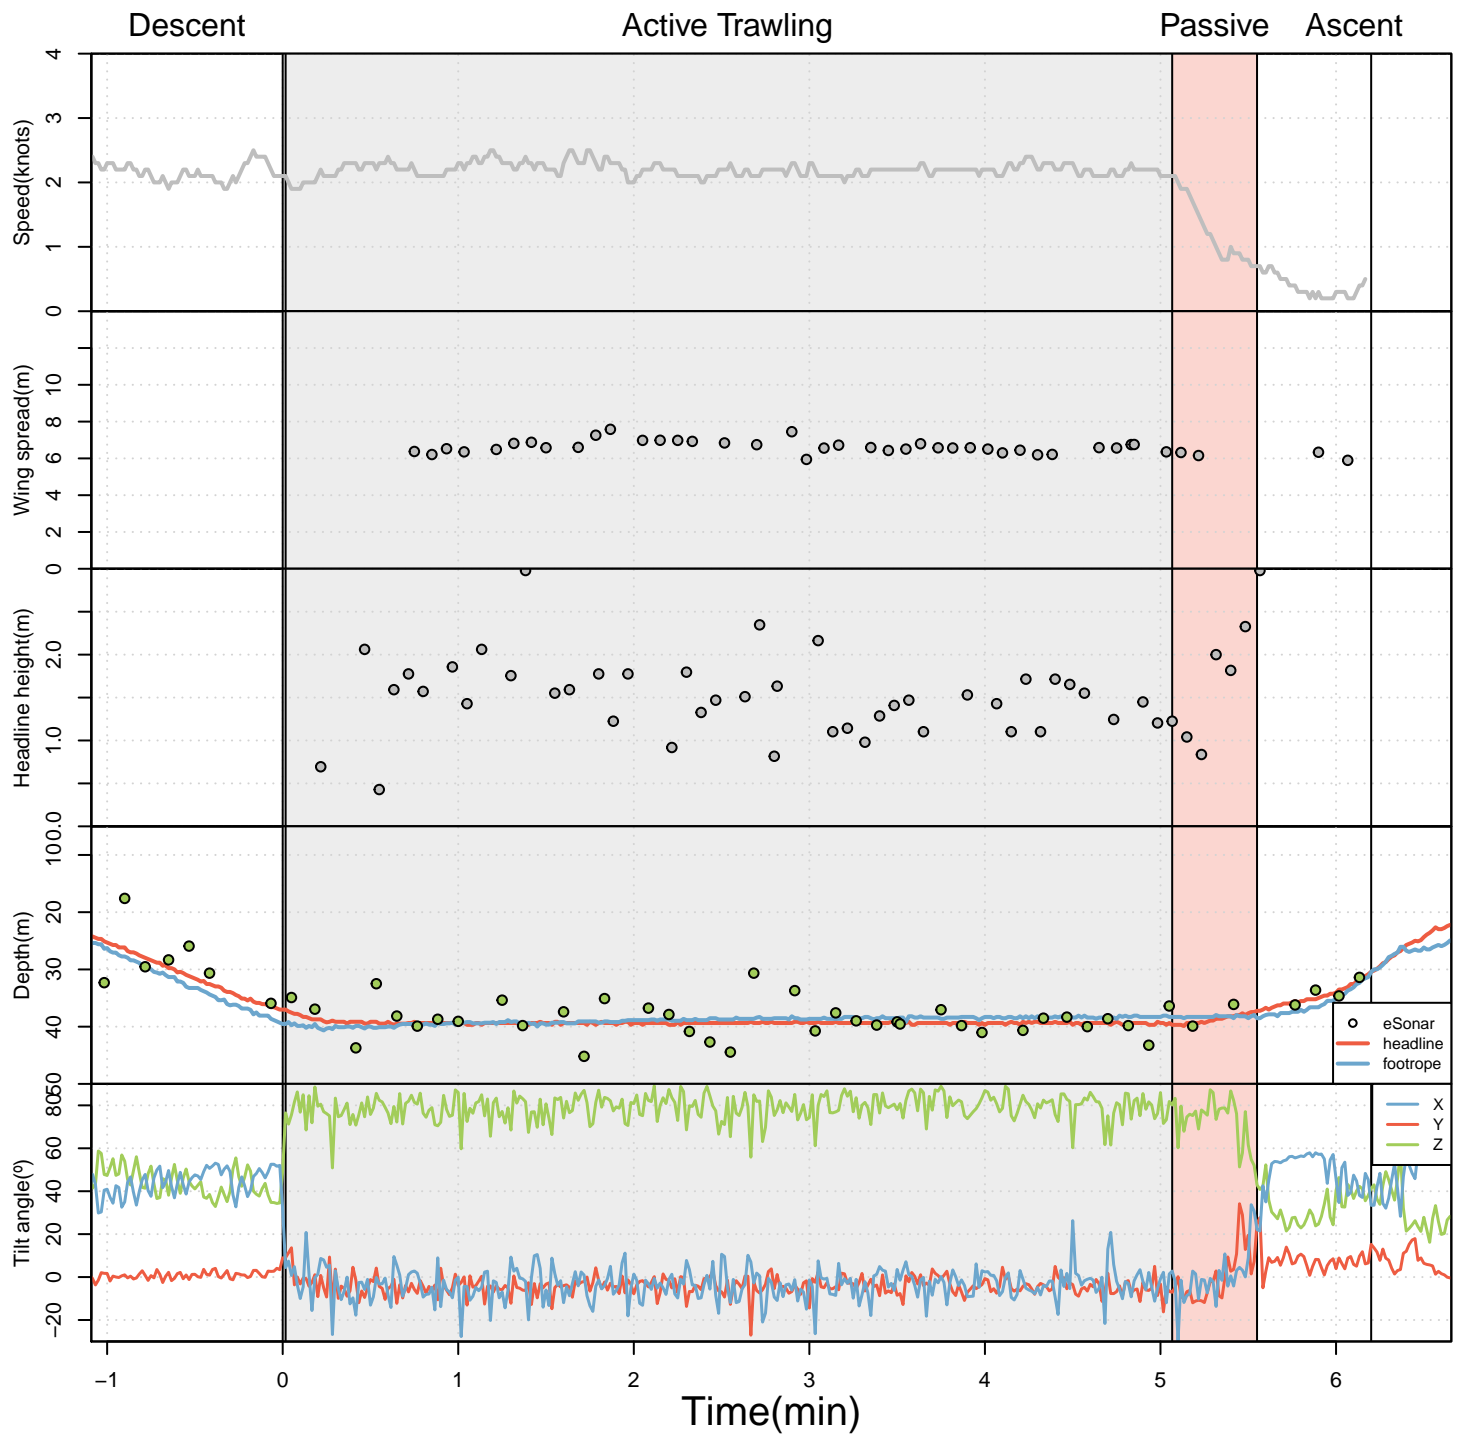 Descent Active Trawling Passive Ascent
Speed(knots)
4
3
2
1
0
Wing spread(m)
10
8
6
4
2
0
Headline height(m)
2.0
1.0
0.0
Depth(m)
10
20
30
40
50
eSonar
headline
footrope
Tilt angle(º)
80
60
40
20
0
−20
X
Y
Z
−1 0 1 2 3 4 5 6
Time(min)